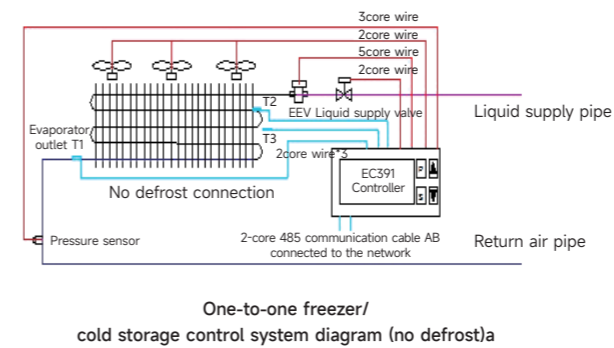 3core wire
2core wire
5core wire
2core wire
T2
EEV Liquid supply valve
Liquid supply pipe
Evaporator
outlet T1
T3
2core wire*3
EC391
Controller
P
S
No defrost connection
Pressure sensor
2-core 485 communication cable AB
connected to the network
Return air pipe
One-to-one freezer/
cold storage control system diagram (no defrost)a